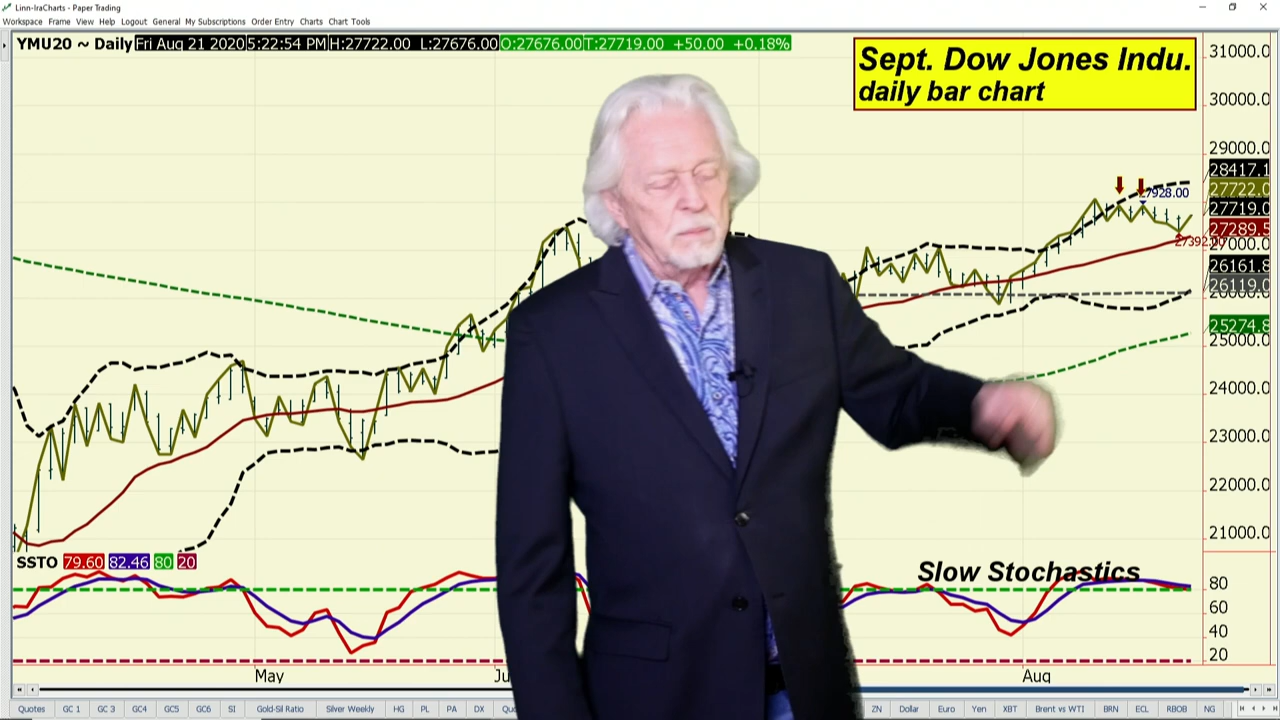 Linn-IraCharts - Paper Trading
Workspace Frame View Help Logout General My Subscriptions Order Entry Charts Chart Tools
YMU20 ~ Daily Fri Aug 21 2020 5:22:54 PM H:27722.00 L:27676.00 O:27676.00 T:27719.00 +50.00 +0.18%
Sept. Dow Jones Indu.
daily bar chart
31000.0
30000.0
29000.0
28417.1
27722.0
27928.00
27719.0
27289.5
27000.0
26161.8
26119.0
25274.8
25000.0
24000.0
23000.0
22000.0
21000.0
SSTO 79.60 82.46 80 20
Slow Stochastics
80
60
40
20
May Aug
Quotes GC 1 GC 3 GC4 GC5 GC6 SI Gold-Sil Ratio Silver Weekly HG PL PA DX ZN Dollar Euro Yen XBT Brent vs WTI BRN ECL RBOB NG